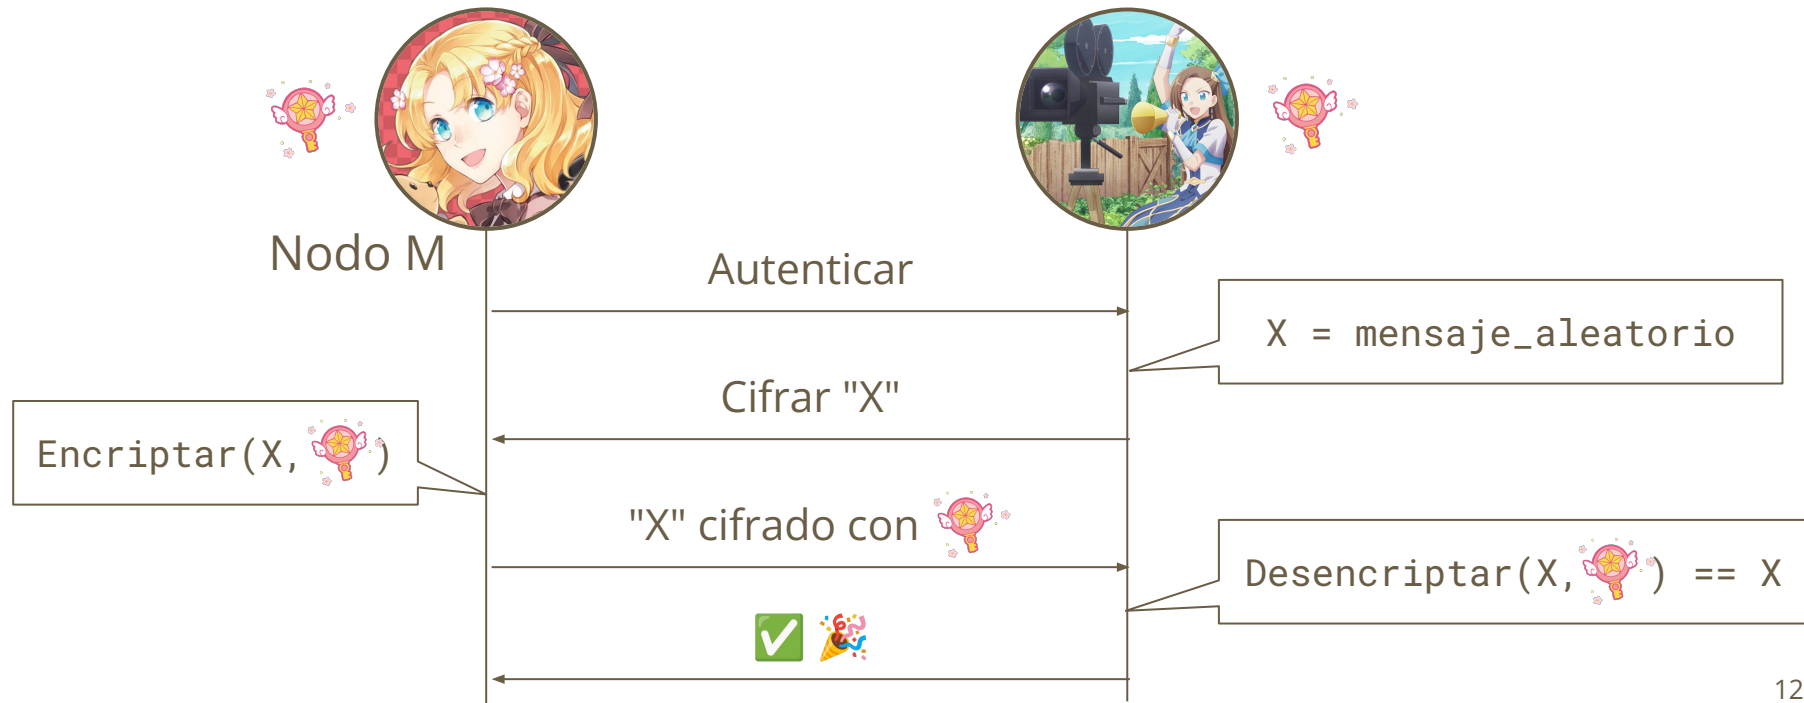 Nodo M
Autenticar
X = mensaje_aleatorio
Cifrar "X"
Encriptar(X, )
"X" cifrado con
Desencriptar(X, ) == X
12